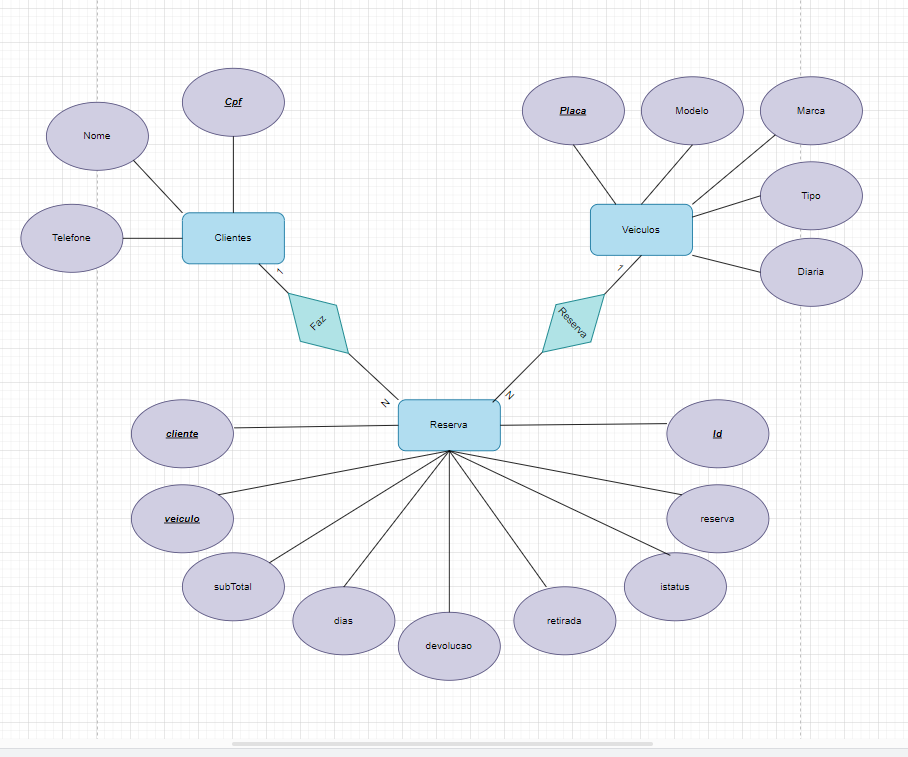 Cpf
Placa
Modelo
Marca
Nome
Tipo
Telefone
Clientes
Veiculos
Diaria
1
1
Faz
Reserva
N
N
cliente
Reserva
Id
veiculo
reserva
subTotal
istatus
dias
retirada
devolucao